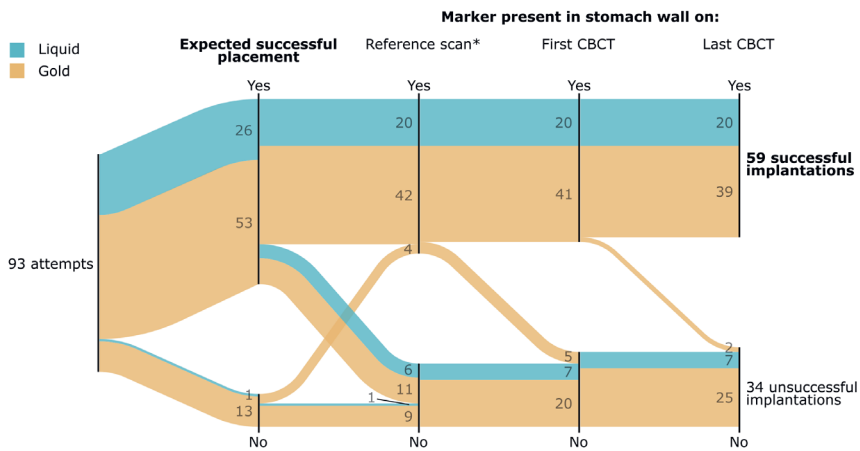 Marker present in stomach wall on:
Liquid
Gold
Expected successful
placement
Reference scan*
First CBCT
Last CBCT
Yes
Yes
Yes
Yes
26
20
20
20
59 successful
implantations
53
42
41
39
93 attempts
4
6
5
2
7
7
1
11
1
13
9
20
25
34 unsuccessful
implantations
No
No
No
No